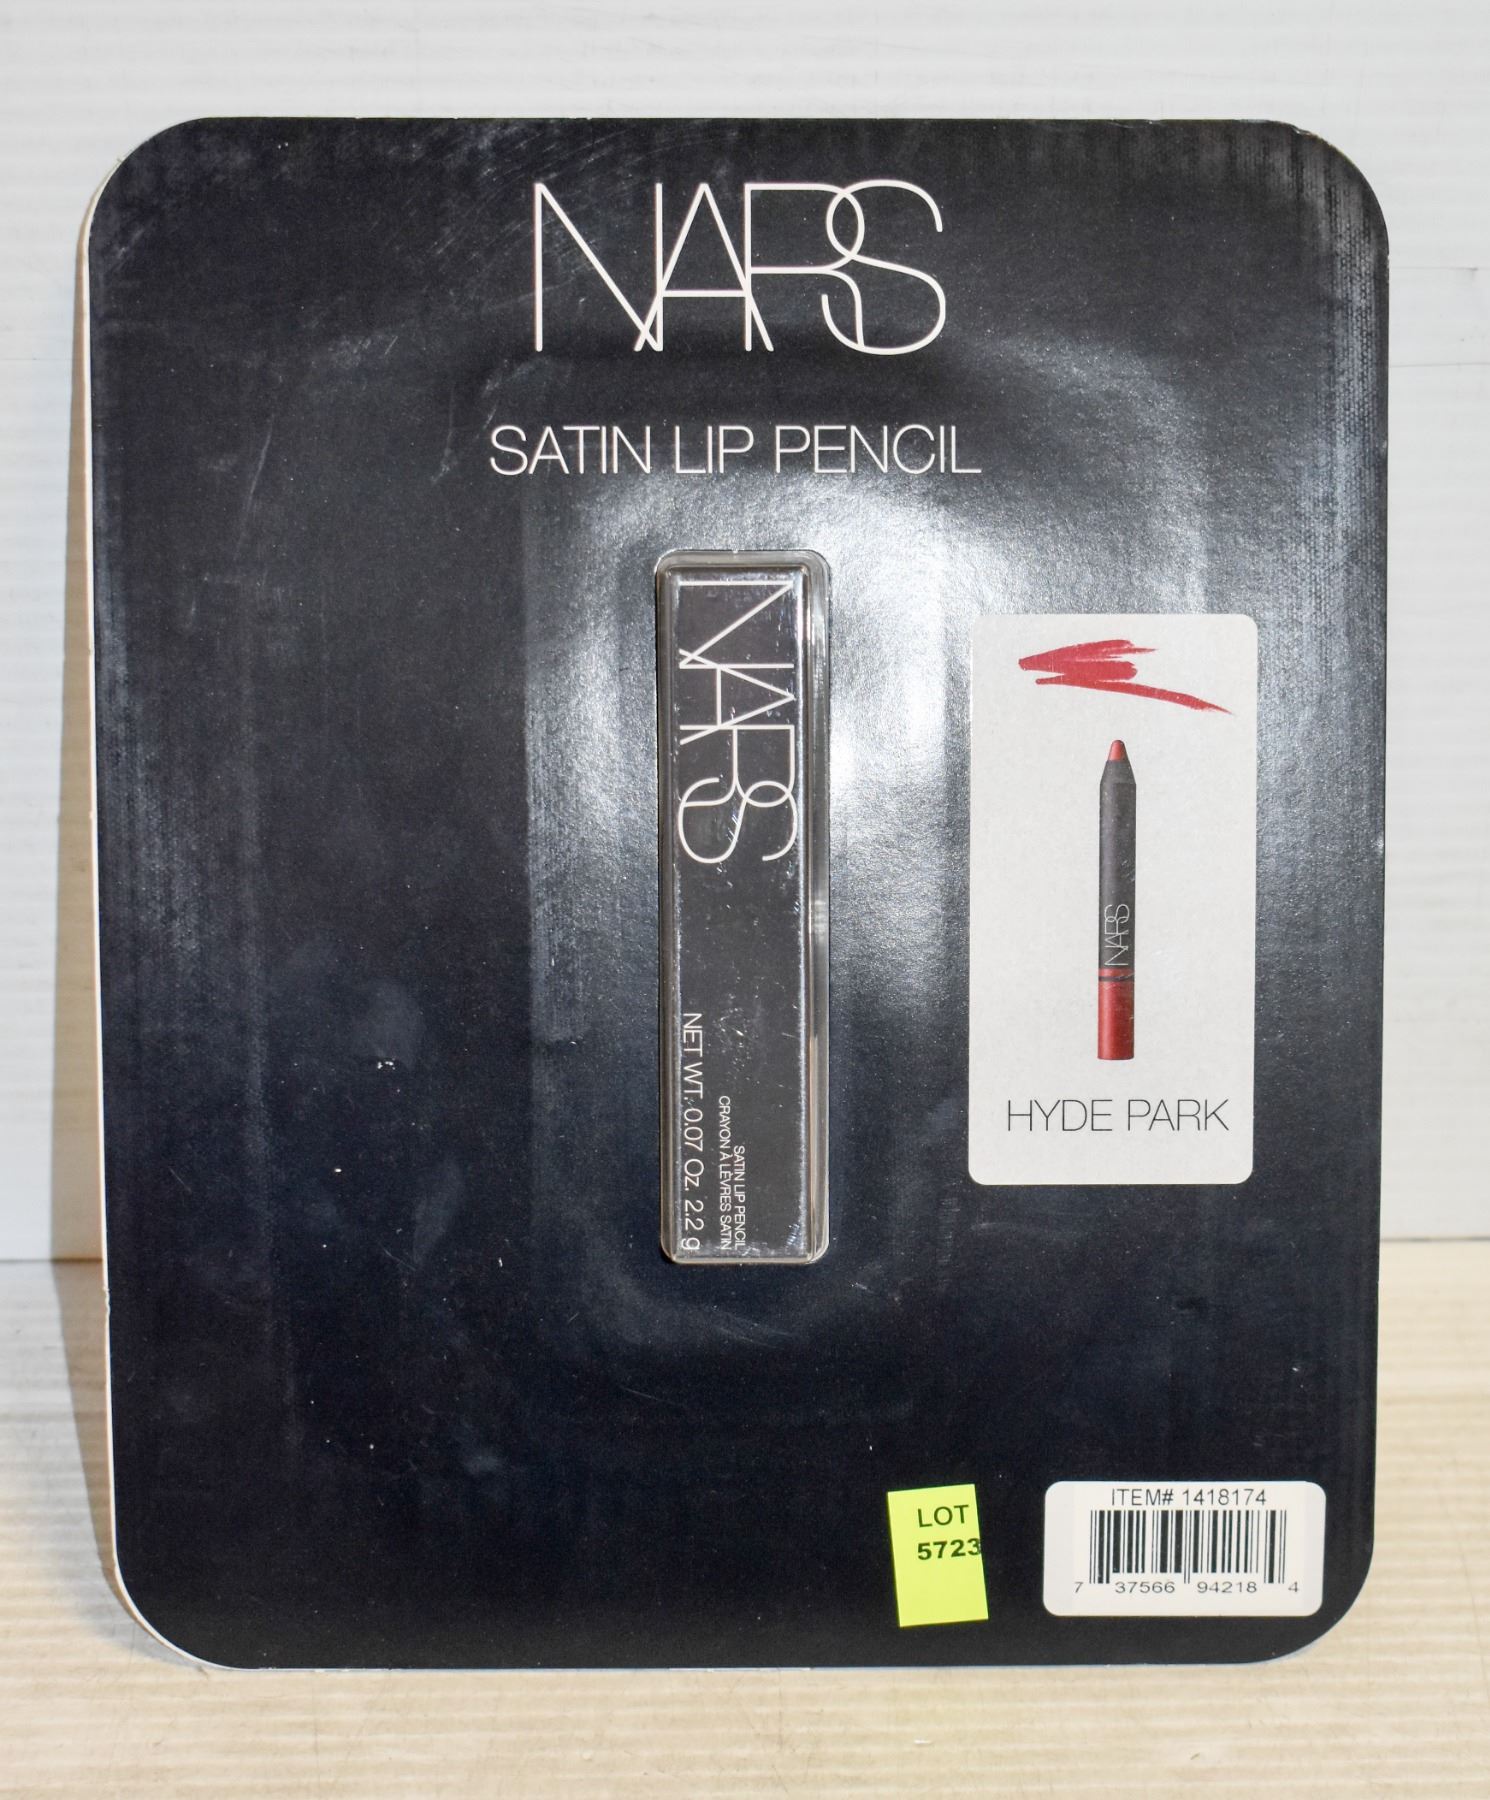 NARS
SATIN LIP PENCIL
NARS
SATIN LIP PENCIL
CRAYON À LÈVRES SATIN
NET WT. 0.07 Oz. 2.2 g
NARS
HYDE PARK
LOT
5723
ITEM# 1418174
7 37566 94218 4